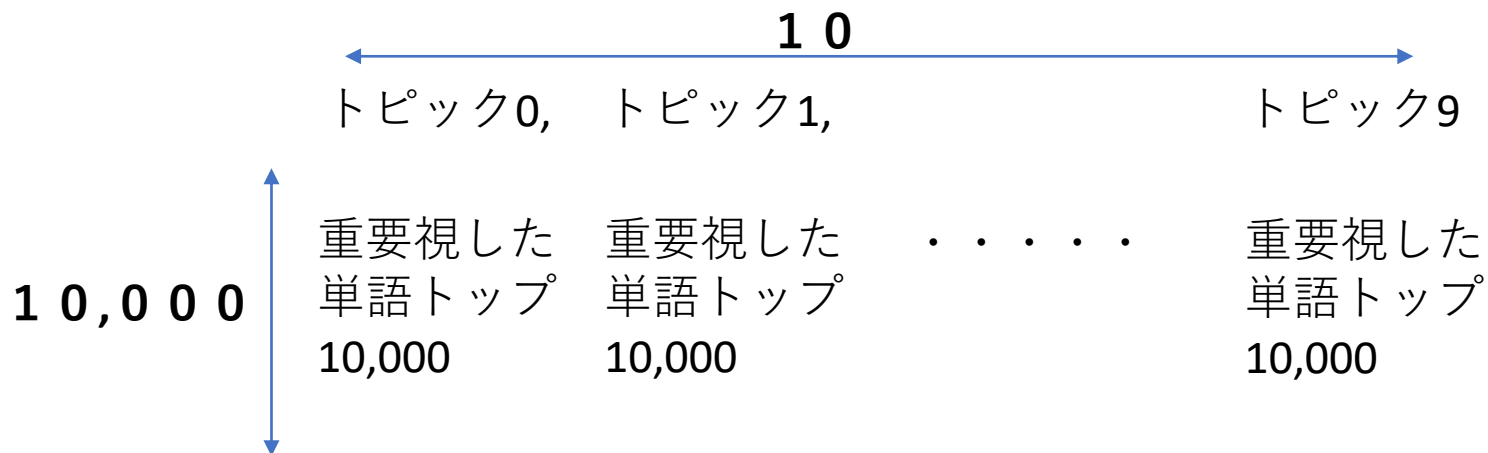 １０
トピック0, トピック1, トピック9
重要視した 重要視した ・・・・・ 重要視した
１０,０００ 単語トップ 単語トップ 単語トップ
10,000 10,000 10,000